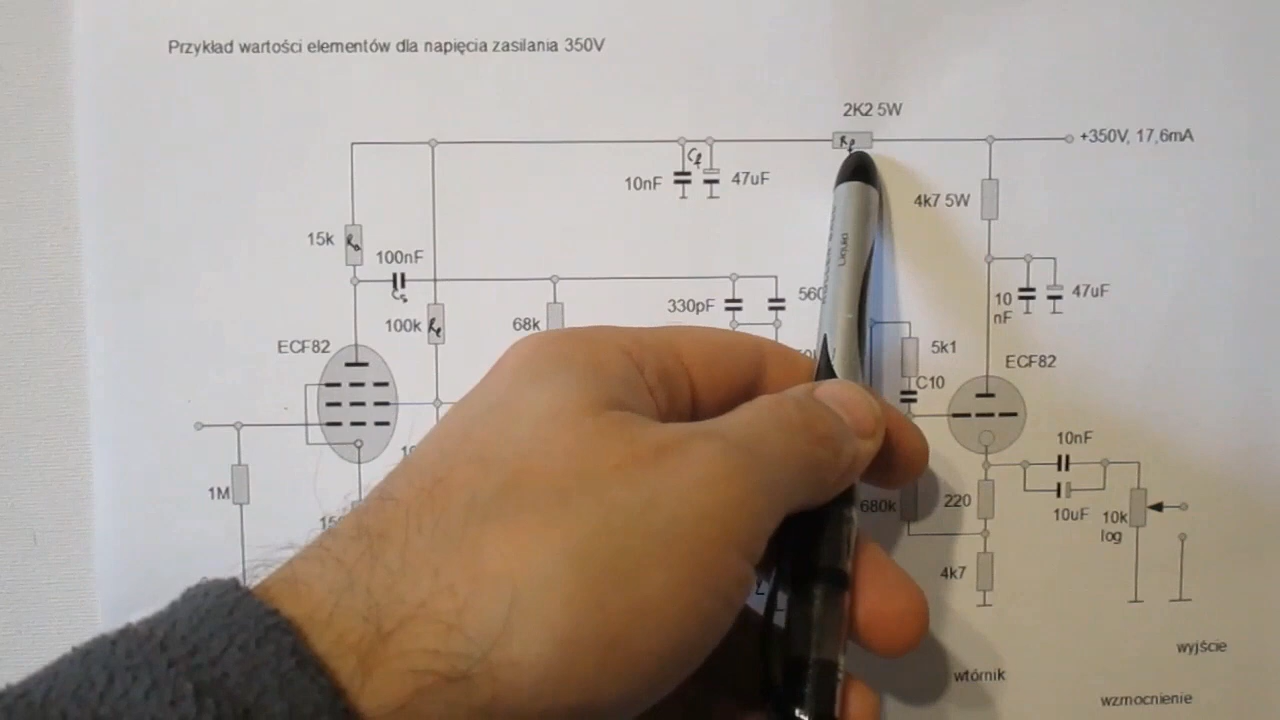 Przykład wartości elementów dla napięcia zasilania 350V
2K2 5W
+350V, 17,6mA
10nF
47uF
4k7 5W
15k
Ra
100nF
Cs
10
nF
47uF
100k
68k
330pF
ECF82
5k1
C10
ECF82
1M
680k
220
10nF
10uF
10k
log
4k7
wyjście
wtórnik
wzmocnienie